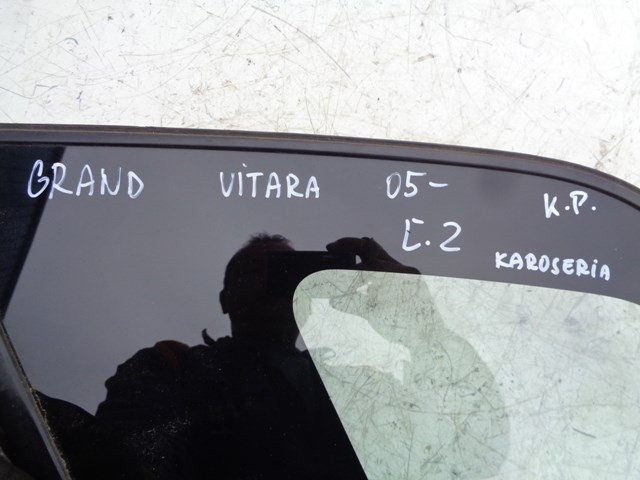 GRAND VITARA 05- K.P.
C.2 KAROSERIA